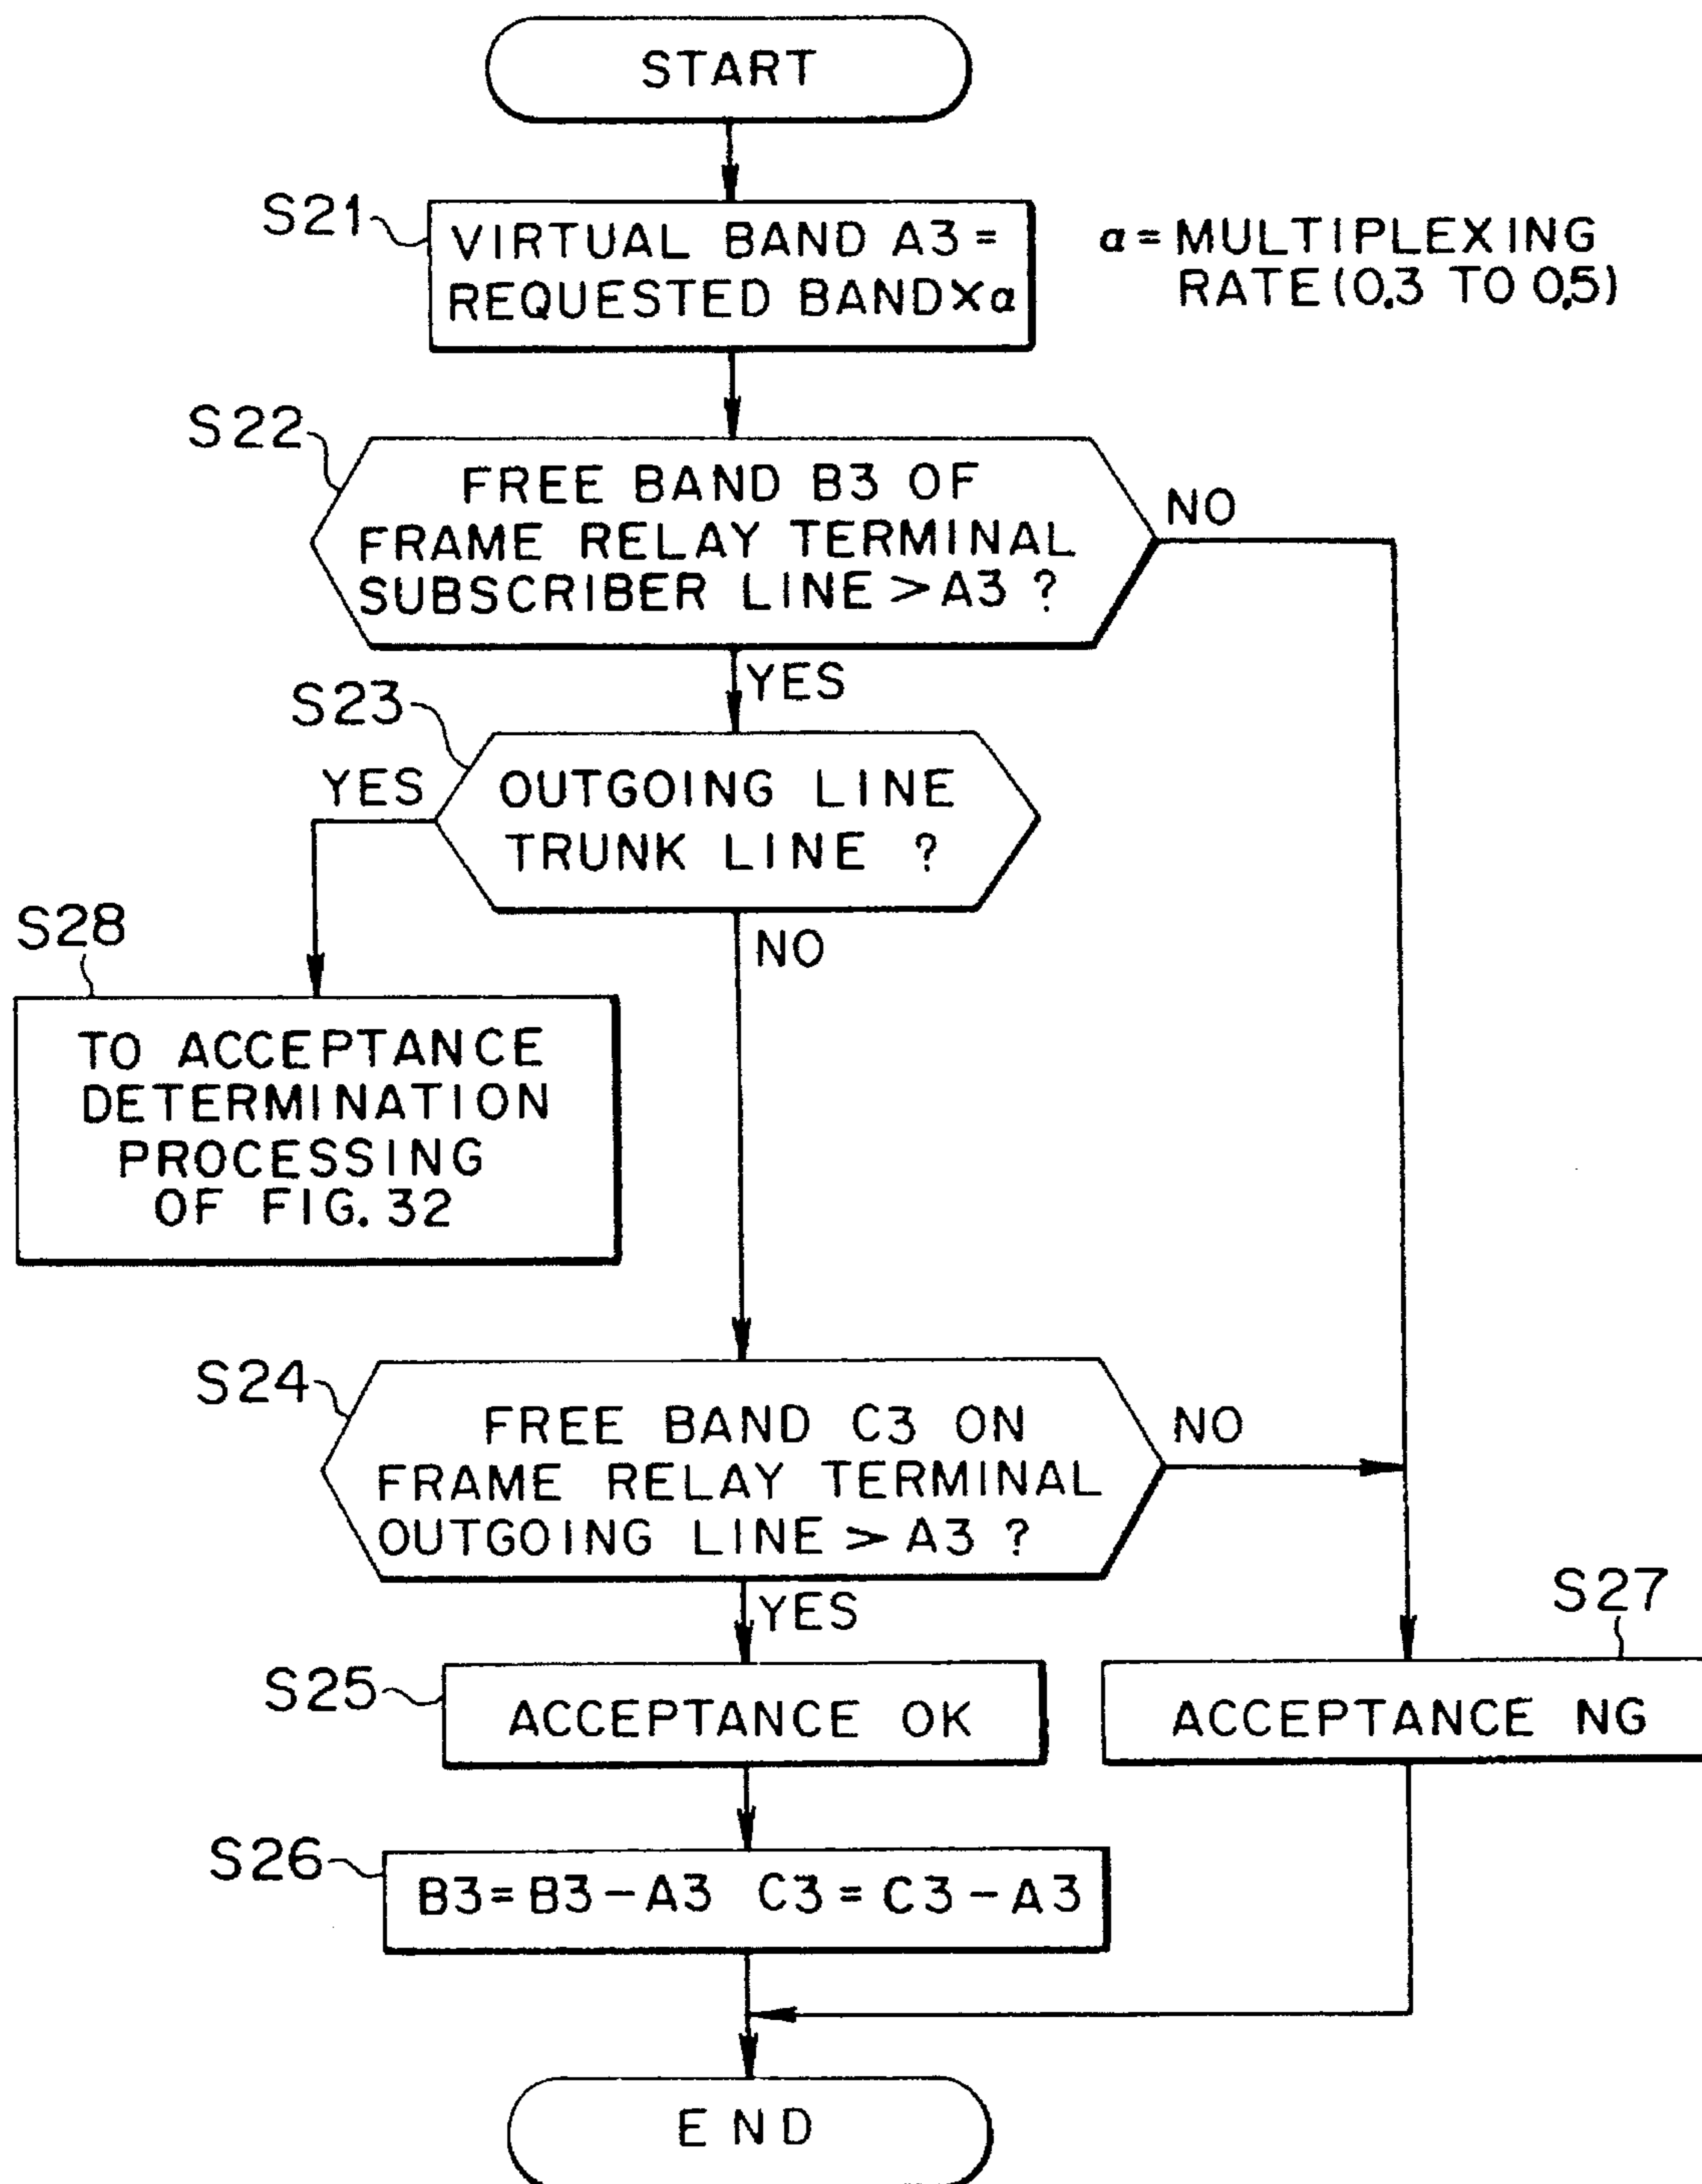 START
S21
VIRTUAL BAND A3 =
REQUESTED BAND×α
α = MULTIPLEXING
RATE (0.3 TO 0.5)
S22
FREE BAND B3 OF
FRAME RELAY TERMINAL
SUBSCRIBER LINE > A3 ?
NO
YES
S23
OUTGOING LINE
TRUNK LINE ?
YES
NO
S28
TO ACCEPTANCE
DETERMINATION
PROCESSING
OF FIG. 32
S24
FREE BAND C3 ON
FRAME RELAY TERMINAL
OUTGOING LINE > A3 ?
NO
YES
S25
ACCEPTANCE OK
S27
ACCEPTANCE NG
S26
B3 = B3 - A3 C3 = C3 - A3
END